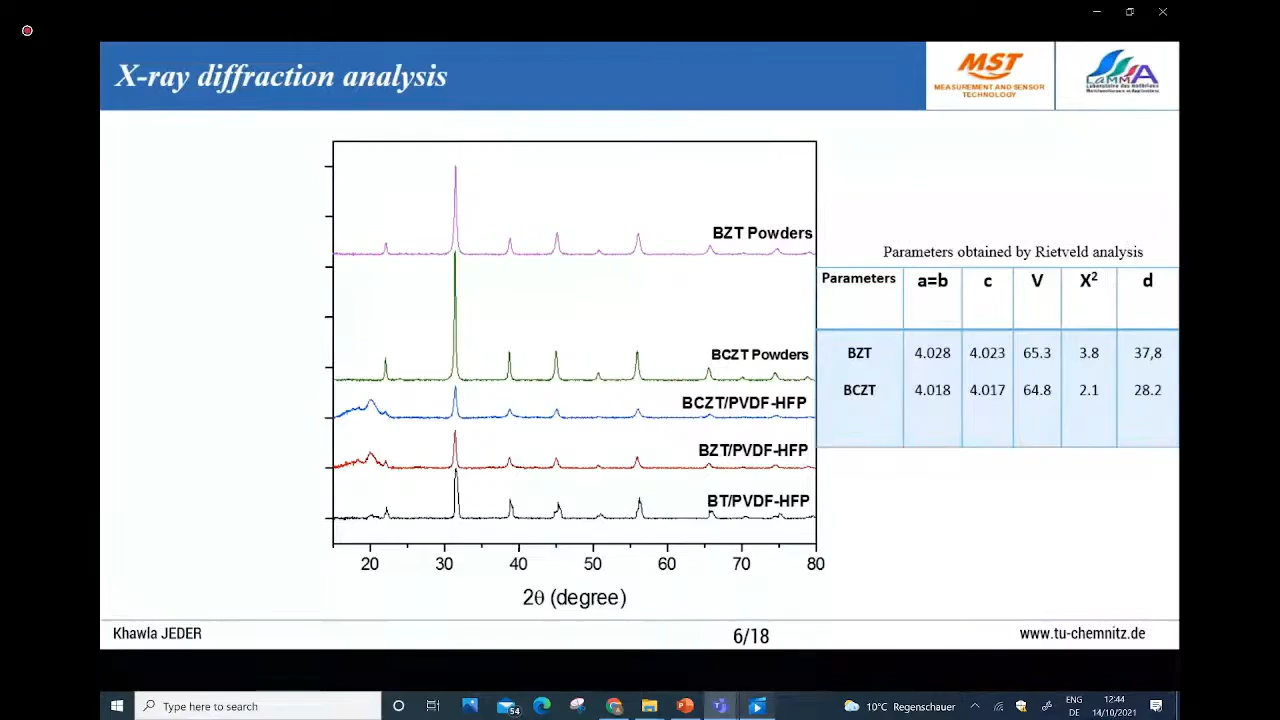 X-ray diffraction analysis
MST
MEASUREMENT AND SENSOR
TECHNOLOGY
LaMMA
BZT Powders
BCZT Powders
BCZT/PVDF-HFP
BZT/PVDF-HFP
BT/PVDF-HFP
20 30 40 50 60 70 80
2θ (degree)
Parameters obtained by Rietveld analysis
Parameters a=b c V X² d
BZT 4.028 4.023 65.3 3.8 37,8
BCZT 4.018 4.017 64.8 2.1 28.2
Khawla JEDER 6/18 www.tu-chemnitz.de
Type here to search
54
10°C Regenschauer
ENG
DE
12:44
14/10/2021